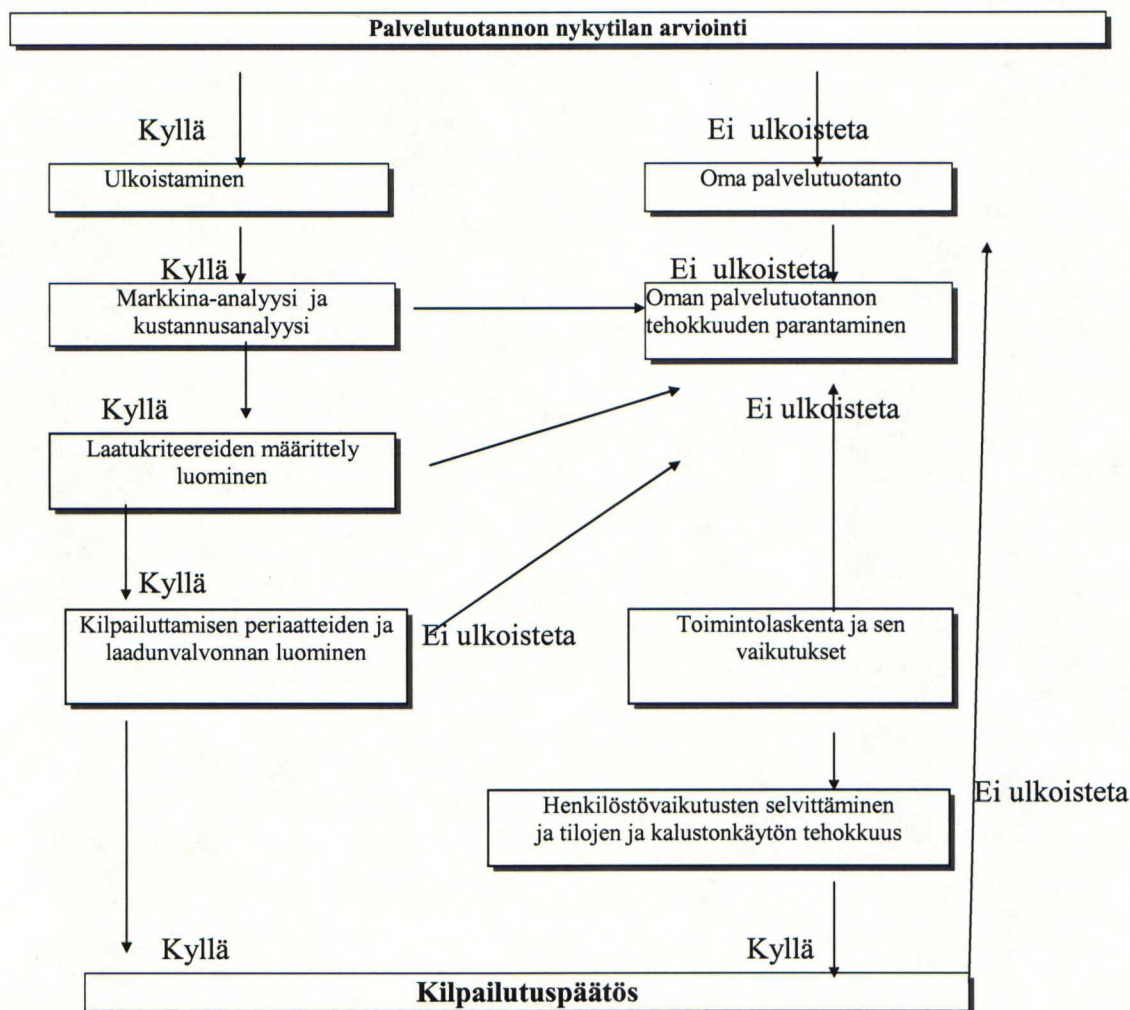 Palvelutuotannon nykytilan arviointi
Kyllä
Ei ulkoisteta
Ulkoistaminen
Oma palvelutuotanto
Kyllä
Ei ulkoisteta
Markkina-analyysi ja
kustannusanalyysi
Oman palvelutuotannon
tehokkuuden parantaminen
Kyllä
Ei ulkoisteta
Laatukriteereiden määrittely
luominen
Kyllä
Kilpailuttamisen periaatteiden ja
laadunvalvonnan luominen
Ei ulkoisteta
Toimintolaskenta ja sen
vaikutukset
Henkilöstövaikutusten selvittäminen
ja tilojen ja kalustonkäytön tehokkuus
Ei ulkoisteta
Kyllä
Kyllä
Kilpailutuspäätös